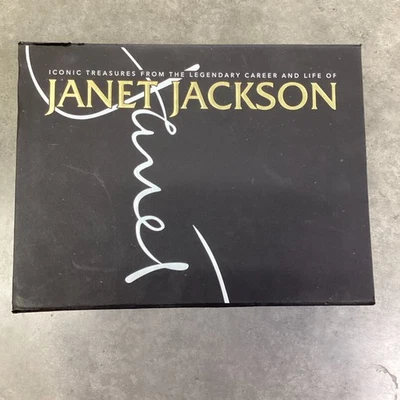 ICONIC TREASURES FROM THE LEGENDARY CAREER AND LIFE OF
JANET JACKSON
Janet